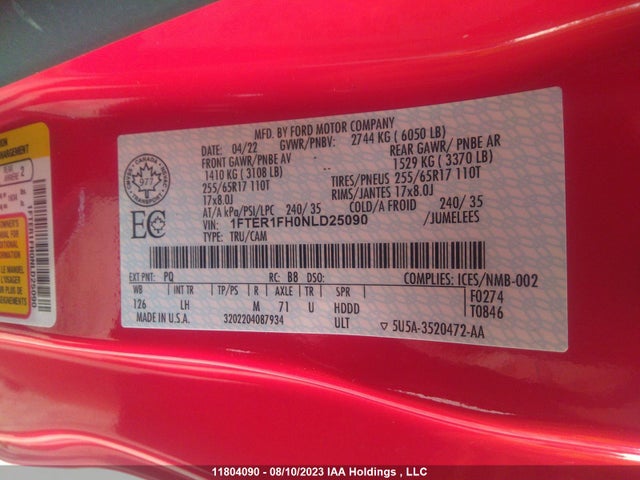 MFD. BY FORD MOTOR COMPANY
DATE: 04/22 GVWR/PNBV: 2744 KG ( 6050 LB)
FRONT GAWR/PNBE AV REAR GAWR/ PNBE AR
1410 KG ( 3108 LB) 1529 KG ( 3370 LB)
255/65R17 110T TIRES/PNEUS 255/65R17 110T
17x8.0J RIMS/JANTES 17x8.0J
AT/A kPa/PSI/LPC 240/ 35 COLD/A FROID 240/ 35
VIN: 1FTER1FH0NLD25090 /JUMELEES
TYPE: TRU/CAM
CANADA
977
EC
EXT PNT: PQ RC: B8 DSO: COMPLIES: ICES/NMB-002
WB INT TR TP/PS R AXLE TR SPR F0274
126 LH M 71 U HDDD T0846
MADE IN U.S.A. 3202204087934 ULT 5U5A-3520472-AA
1FTER1FH0NLD25090
11804090 - 08/10/2023 IAA Holdings , LLC